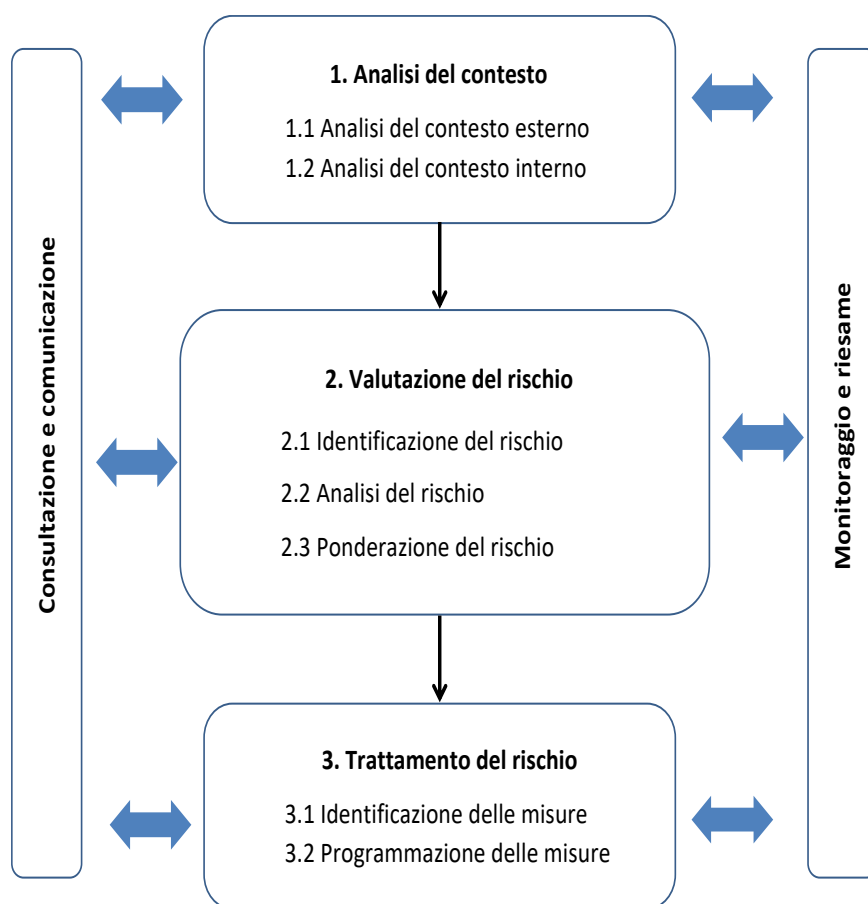 Consultazione e comunicazione
1. Analisi del contesto
1.1 Analisi del contesto esterno
1.2 Analisi del contesto interno
2. Valutazione del rischio
2.1 Identificazione del rischio
2.2 Analisi del rischio
2.3 Ponderazione del rischio
3. Trattamento del rischio
3.1 Identificazione delle misure
3.2 Programmazione delle misure
Monitoraggio e riesame